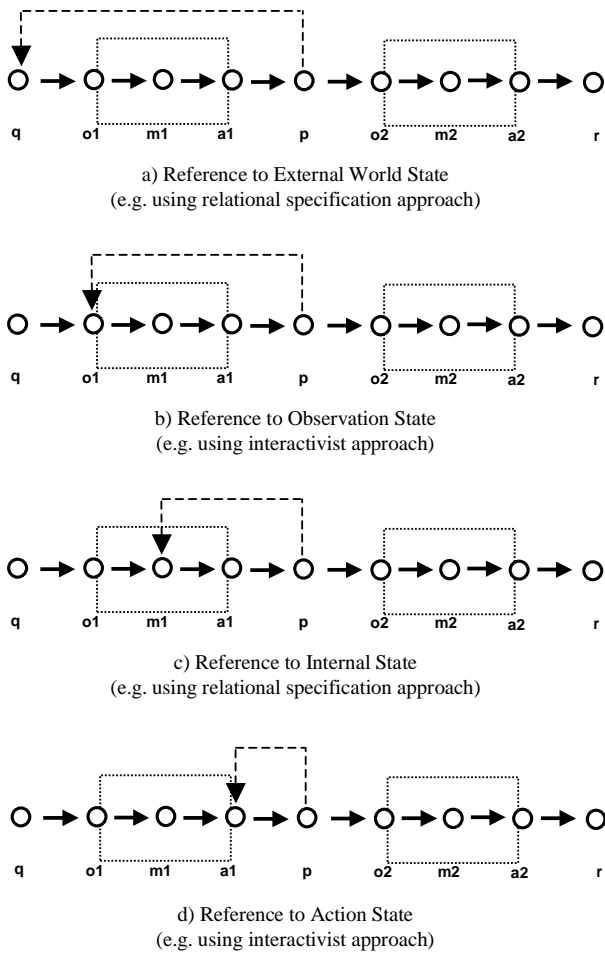 q o1 m1 a1 p o2 m2 a2 r
a) Reference to External World State
(e.g. using relational specification approach)
q o1 m1 a1 p o2 m2 a2 r
b) Reference to Observation State
(e.g. using interactivist approach)
q o1 m1 a1 p o2 m2 a2 r
c) Reference to Internal State
(e.g. using relational specification approach)
q o1 m1 a1 p o2 m2 a2 r
d) Reference to Action State
(e.g. using interactivist approach)